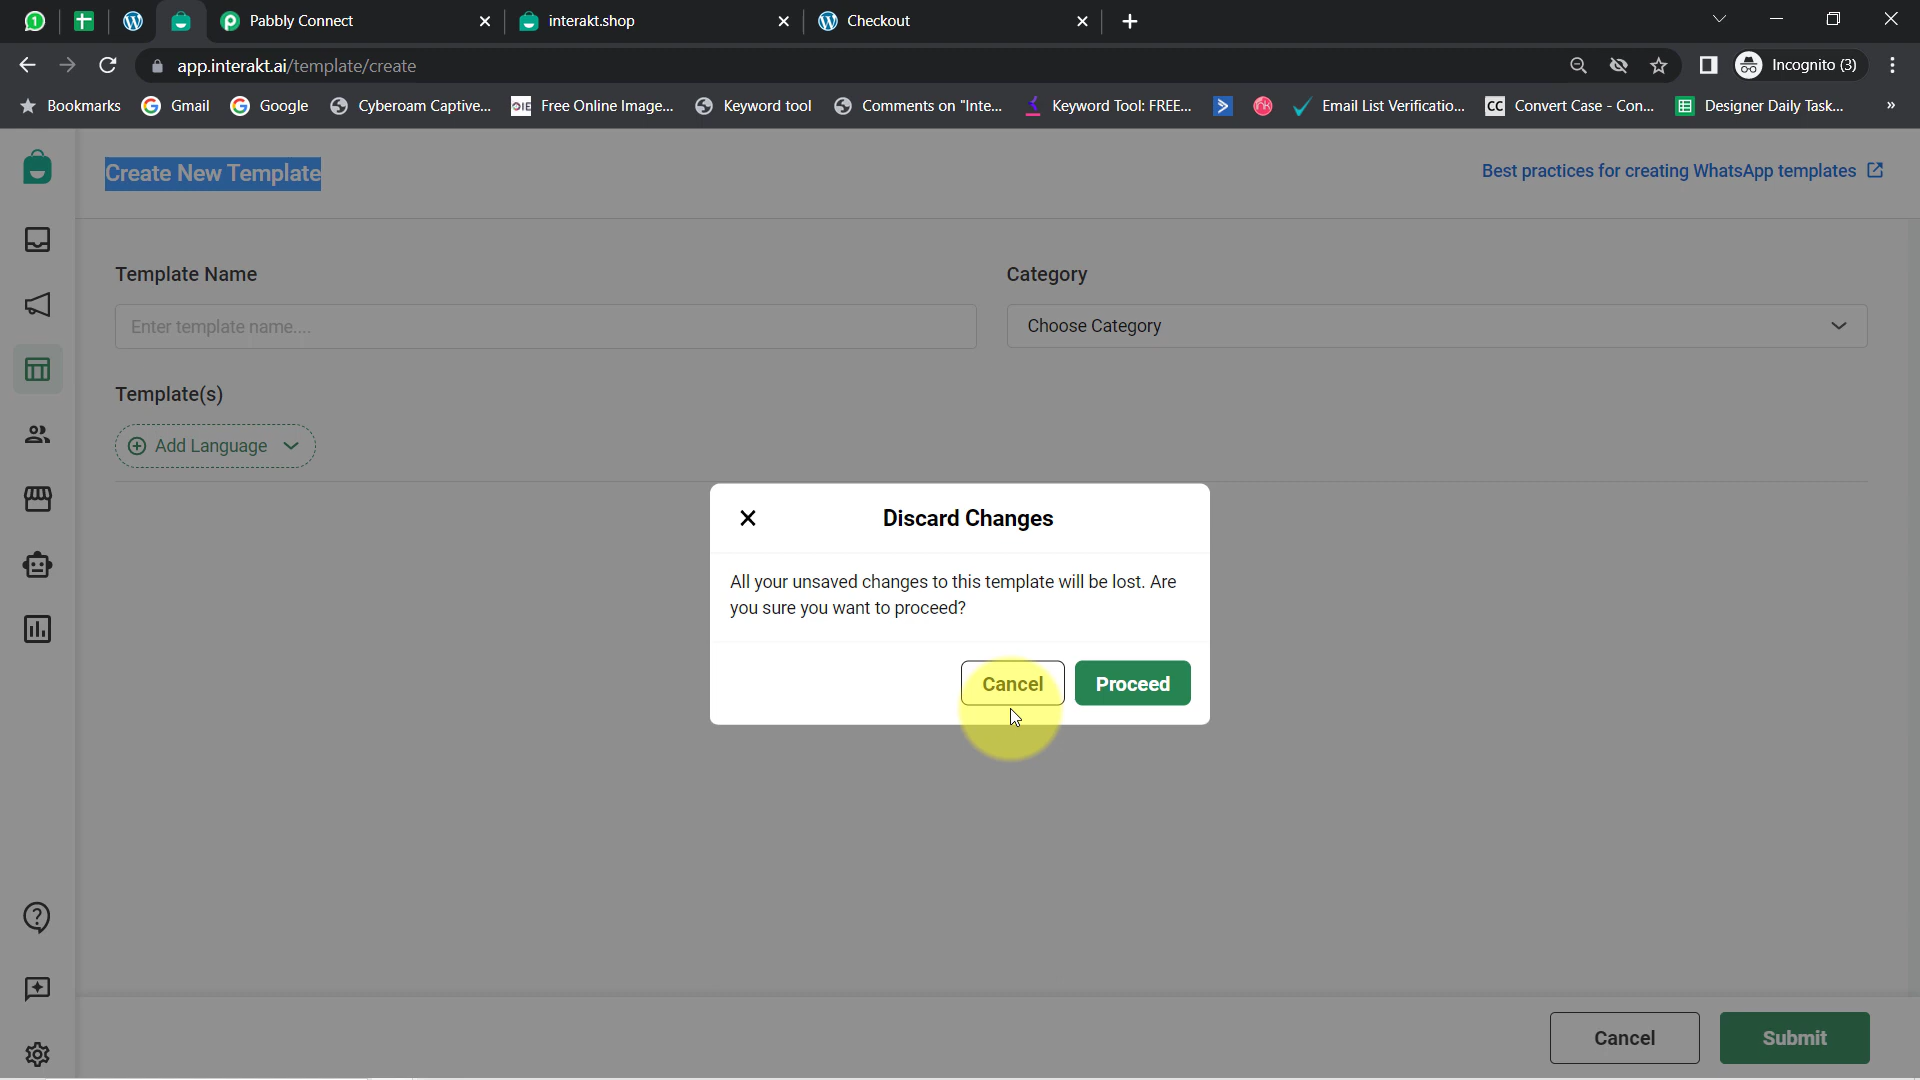 Pabbly Connect
interakt.shop
Checkout
app.interakt.ai/template/create
Incognito (3)
Bookmarks
Gmail
Google
Cyberoam Captive...
OIE
Free Online Image...
Keyword tool
Comments on "Inte...
Keyword Tool: FREE...
Email List Verificatio...
CC
Convert Case - Con...
Designer Daily Task...
»
Create New Template
Best practices for creating WhatsApp templates
Template Name
Category
Enter template name....
Choose Category
Template(s)
Add Language
Discard Changes
All your unsaved changes to this template will be lost. Are
you sure you want to proceed?
Cancel
Proceed
Cancel
Submit